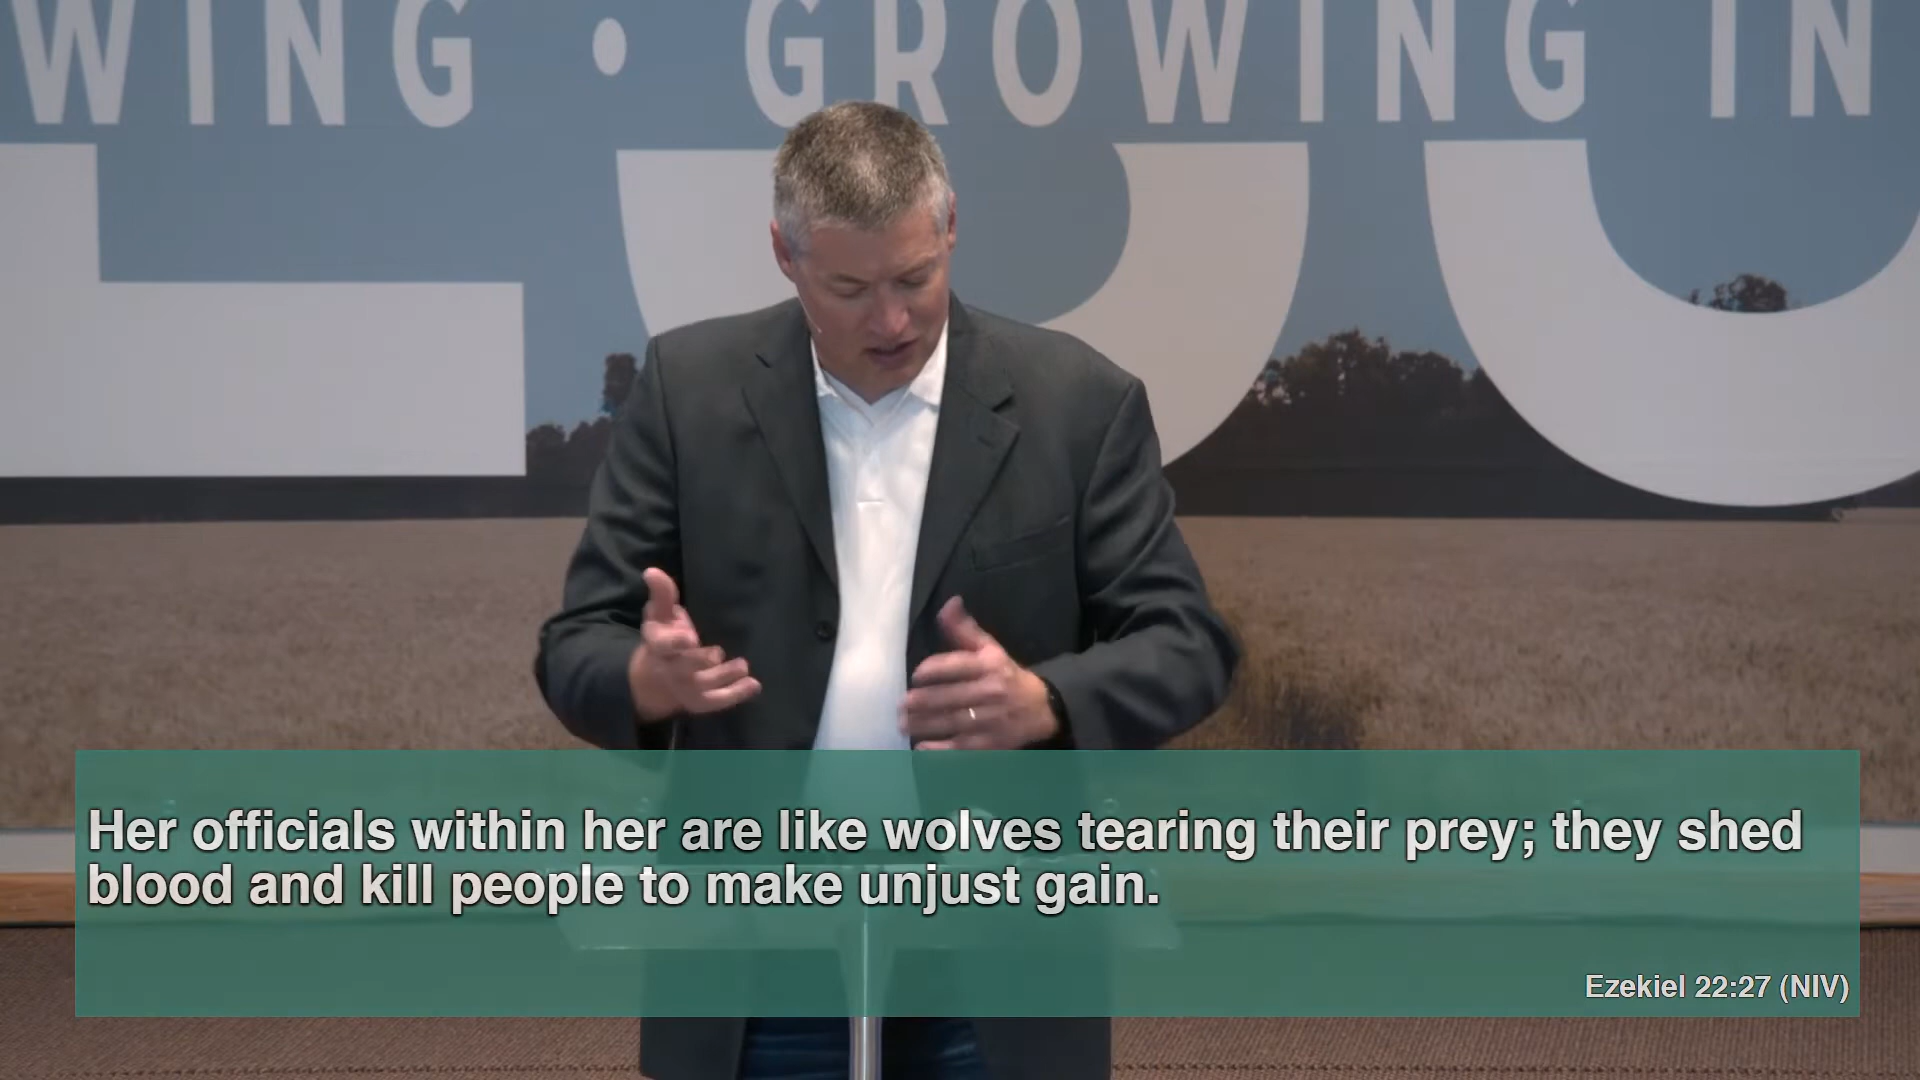 WING • GROWING IN
Her officials within her are like wolves tearing their prey; they shed
blood and kill people to make unjust gain.
Ezekiel 22:27 (NIV)